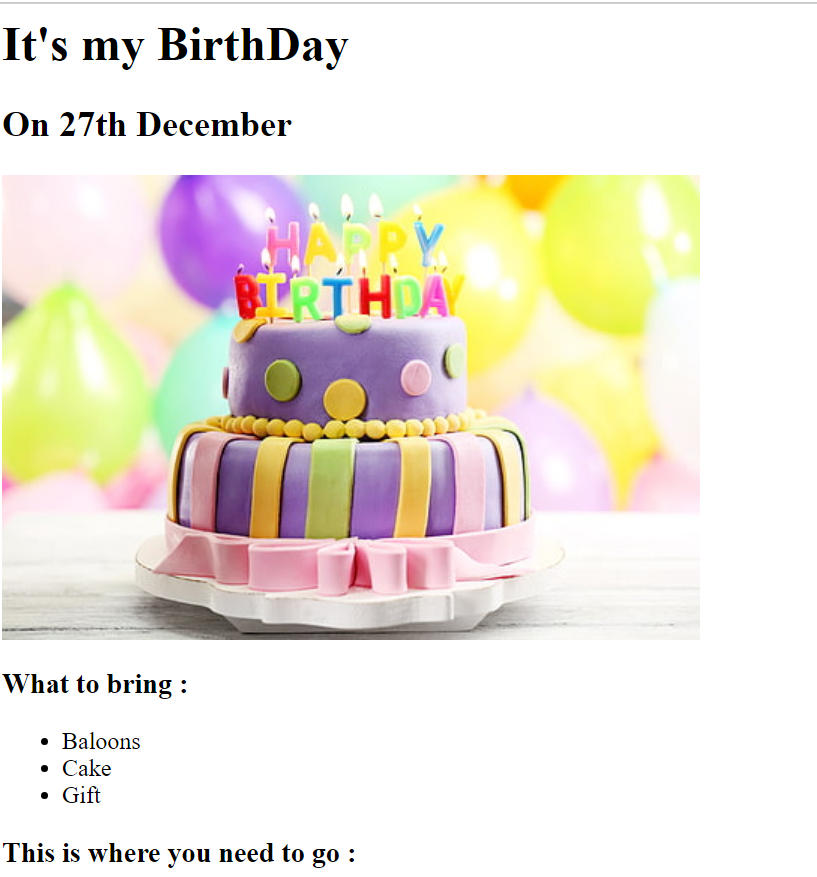 It's my BirthDay
On 27th December
HAPPY
BIRTHDAY
What to bring :
Baloons
Cake
Gift
This is where you need to go :